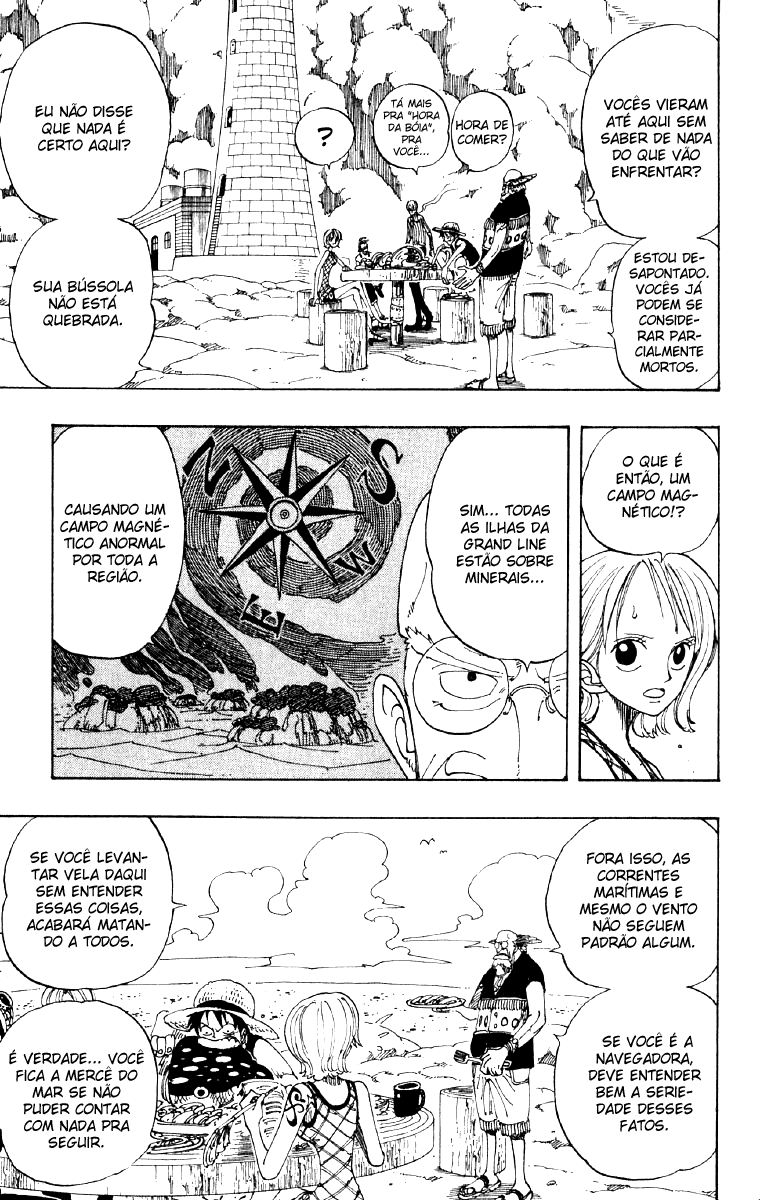 VOCÊS VIERAM
ATÉ AQUI SEM
SABER DE NADA
DO QUE VÃO
ENFRENTAR?
ESTOU DE-
SAPONTADO.
VOCÊS JÁ
PODEM SE
CONSIDE-
RAR PAR-
CIALMENTE
MORTOS.
HORA DE
COMER?
TÁ MAIS
PRA "HORA
DA BÓIA",
PRA
VOCÊ...
?
EU NÃO DISSE
QUE NADA É
CERTO AQUI?
SUA BÚSSOLA
NÃO ESTÁ
QUEBRADA.
O QUE É
ENTÃO, UM
CAMPO MAG-
NÉTICO!?
SIM... TODAS
AS ILHAS DA
GRAND LINE
ESTÃO SOBRE
MINERAIS...
N
S
W
E
CAUSANDO UM
CAMPO MAGNÉ-
TICO ANORMAL
POR TODA A
REGIÃO.
FORA ISSO, AS
CORRENTES
MARÍTIMAS E
MESMO O VENTO
NÃO SEGUEM
PADRÃO ALGUM.
SE VOCÊ É A
NAVEGADORA,
DEVE ENTENDER
BEM A SERIE-
DADE DESSES
FATOS.
SE VOCÊ LEVAN-
TAR VELA DAQUI
SEM ENTENDER
ESSAS COISAS,
ACABARÁ MATAN-
DO A TODOS.
É VERDADE... VOCÊ
FICA A MERCÊ DO
MAR SE NÃO
PUDER CONTAR
COM NADA PRA
SEGUIR.